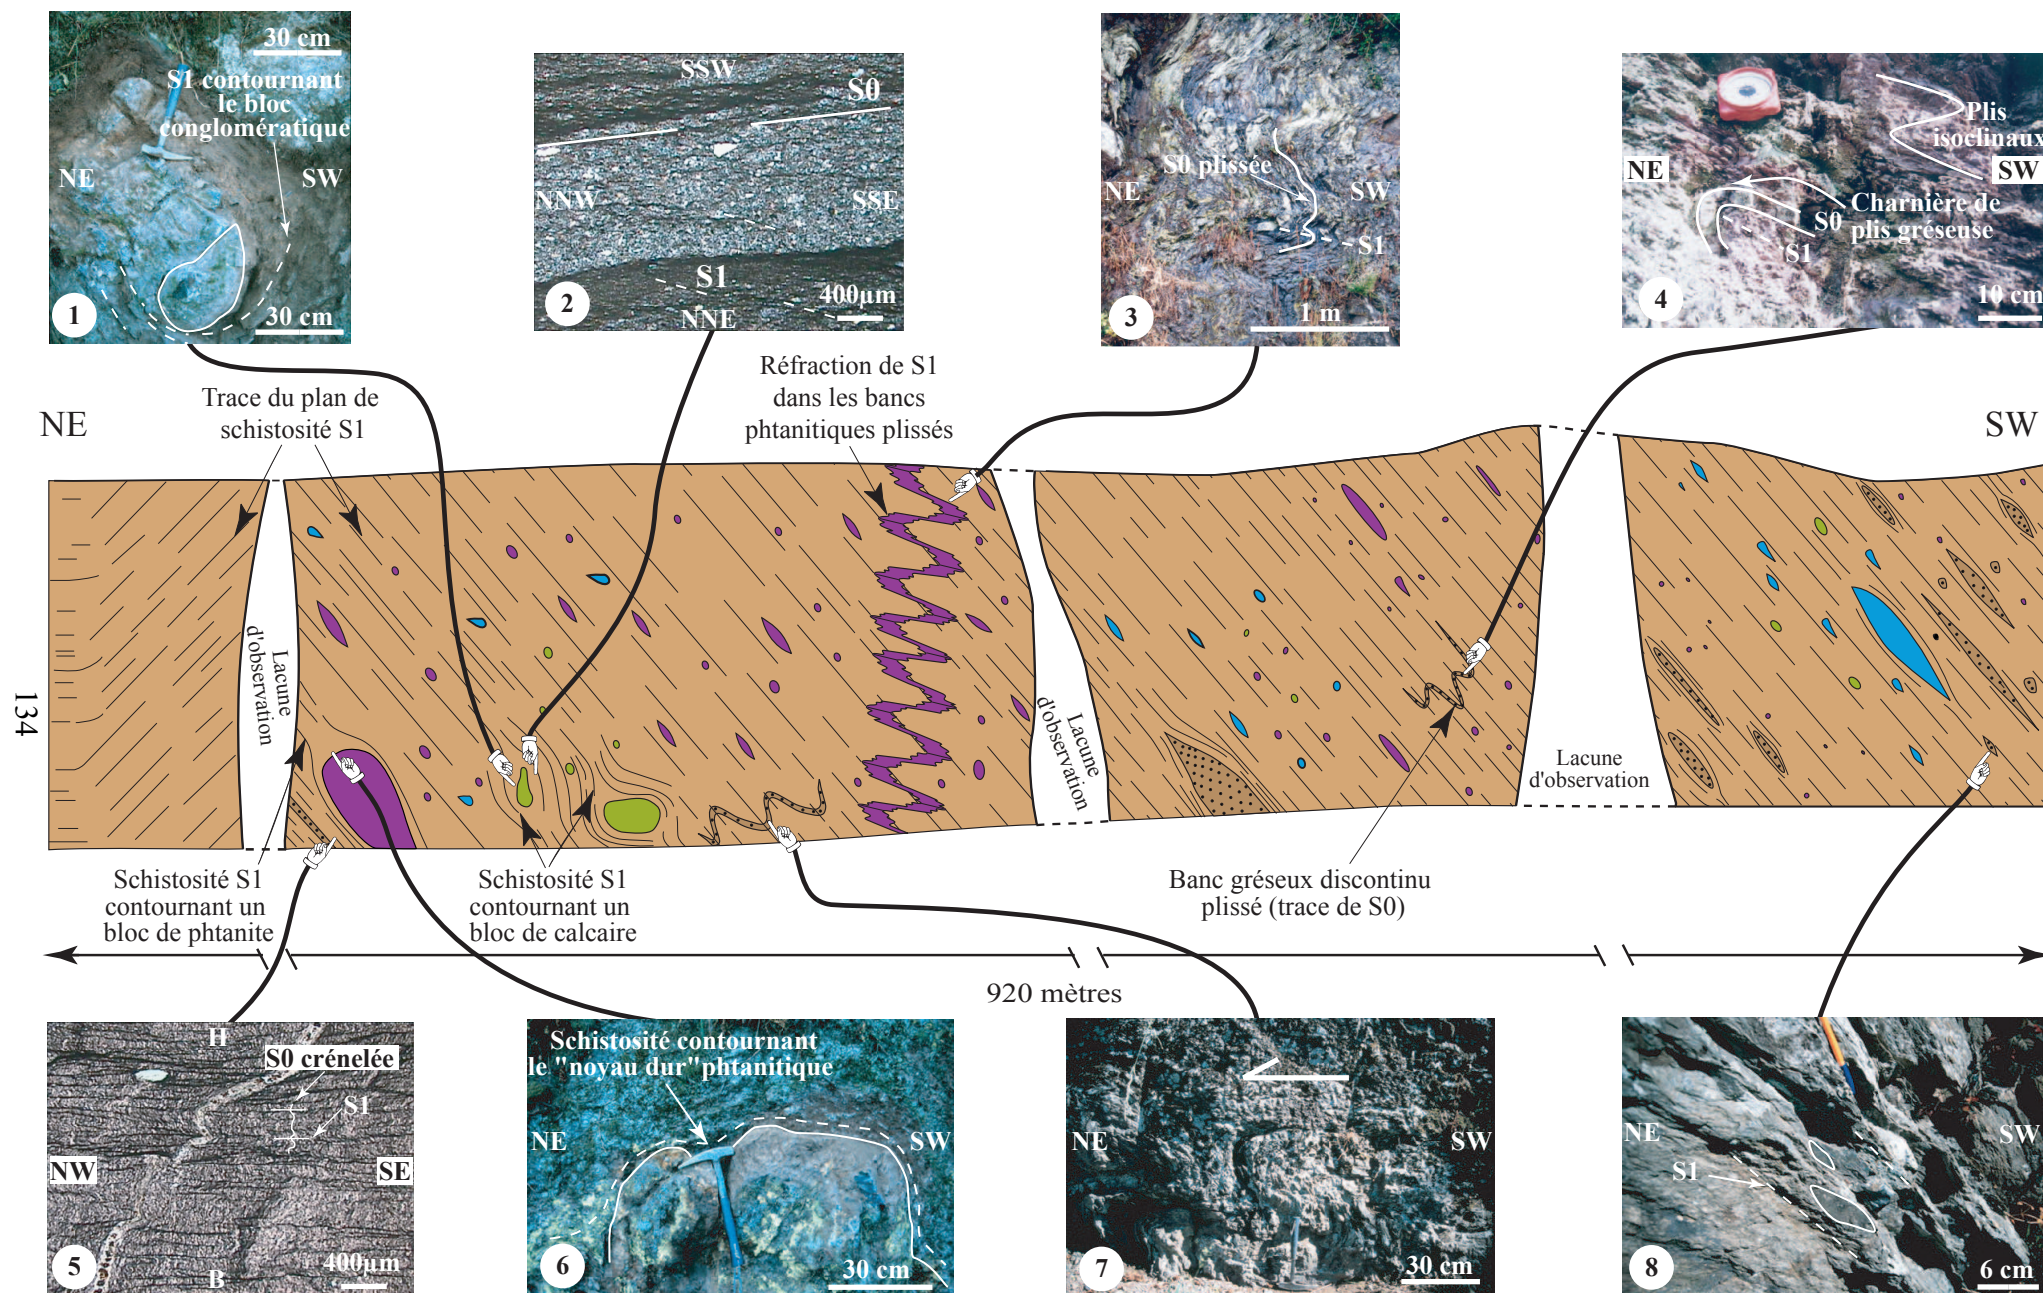 30 cm
S1 contournant
le bloc
conglomératique
NE
SW
1
30 cm
SSW
S0
NNW
SSE
S1
400µm
NNE
2
S0 plissée
NE
SW
S1
3
1 m
Plis
isoclinaux
NE
SW
Charnière de
plis gréseuse
S0
S1
4
10 cm
NE
SW
Trace du plan de
schistosité S1
Réfraction de S1
dans les bancs
phtanitiques plissés
Lacune
d'observation
Lacune
d'observation
Lacune
d'observation
134
Schistosité S1
contournant un
bloc de phtanite
Schistosité S1
contournant un
bloc de calcaire
Banc gréseux discontinu
plissé (trace de S0)
920 mètres
H
S0 crénelée
S1
NW
SE
5
B
400µm
Schistosité contournant
le "noyau dur"phtanitique
NE
SW
6
30 cm
NE
SW
7
30 cm
NE
SW
S1
8
6 cm